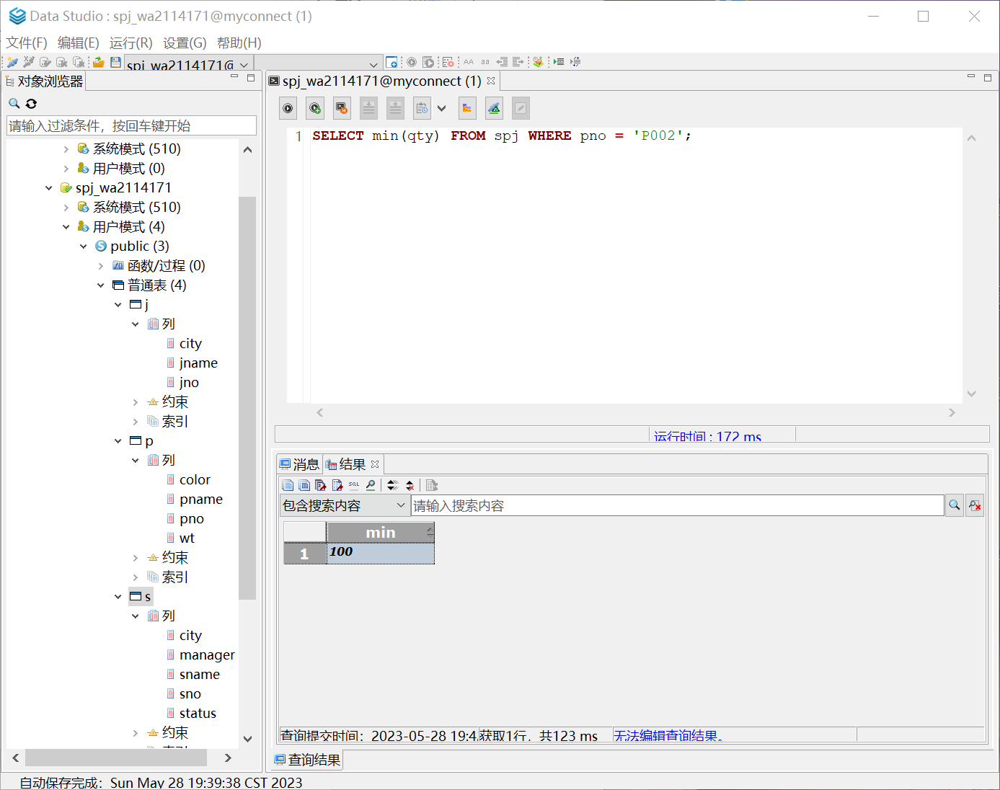 Data Studio : spj_wa2114171@myconnect (1)
文件(F) 编辑(E) 运行(R) 设置(G) 帮助(H)
spj_wa2114171@
AA aa
对象浏览器
请输入过滤条件，按回车键开始
系统模式 (510)
用户模式 (0)
spj_wa2114171
系统模式 (510)
用户模式 (4)
public (3)
函数/过程 (0)
普通表 (4)
j
列
city
jname
jno
约束
索引
p
列
color
pname
pno
wt
约束
索引
s
列
city
manager
sname
sno
status
约束
索引
spj_wa2114171@myconnect (1)
1 SELECT min(qty) FROM spj WHERE pno = 'P002';
运行时间 : 172 ms
消息 结果
SQL
包含搜索内容 请输入搜索内容
min
1 100
查询提交时间：2023-05-28 19:4 获取1行，共123 ms 无法编辑查询结果。
查询结果
自动保存完成：Sun May 28 19:39:38 CST 2023